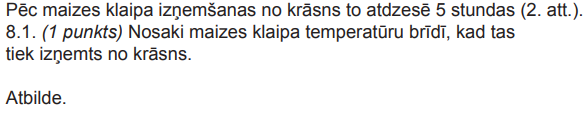 Pēc maizes klaipa izņemšanas no krāsns to atdzesē 5 stundas (2. att.).
8.1. (1 punkts) Nosaki maizes klaipa temperatūru brīdī, kad tas
tiek izņemts no krāsns.
Atbilde.